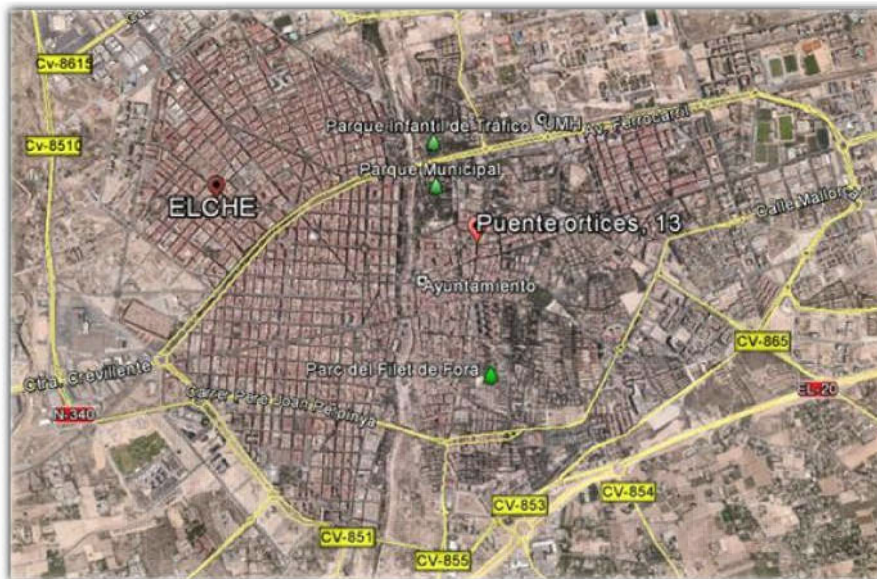 Cv-8615
Cv-8510
Parque Infantil de Tráfico
UMH
Av. Ferrocarril
Parque Municipal
ELCHE
Puente ortices, 13
Calle Mallorca
Ayuntamiento
CV-865
Ctra. Crevillente
Parc del Filet de Fora
EL-20
N-340
Carrer Pere Joan Perpinya
CV-854
CV-853
CV-851
CV-855